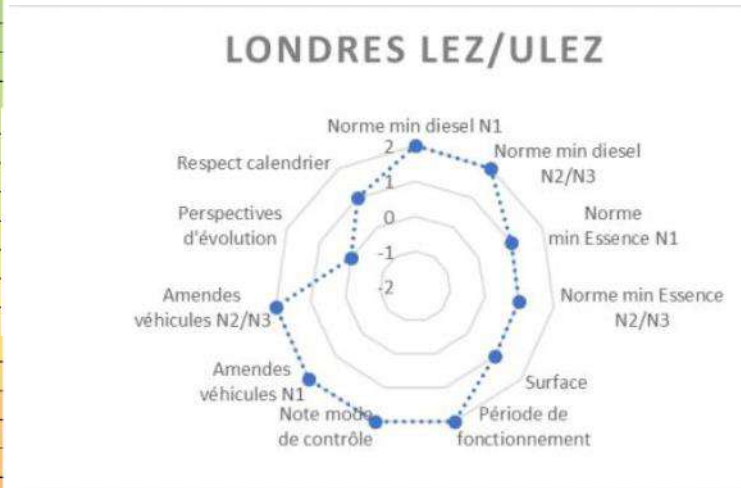 LONDRES LEZ/ULEZ
Norme min diesel N1
2
Norme min diesel
N2/N3
Respect calendrier
1
Perspectives
d'évolution
0
Norme
min Essence N1
-1
-2
Amendes
véhicules N2/N3
Norme min Essence
N2/N3
Amendes
véhicules N1
Surface
Note mode
de contrôle
Période de
fonctionnement